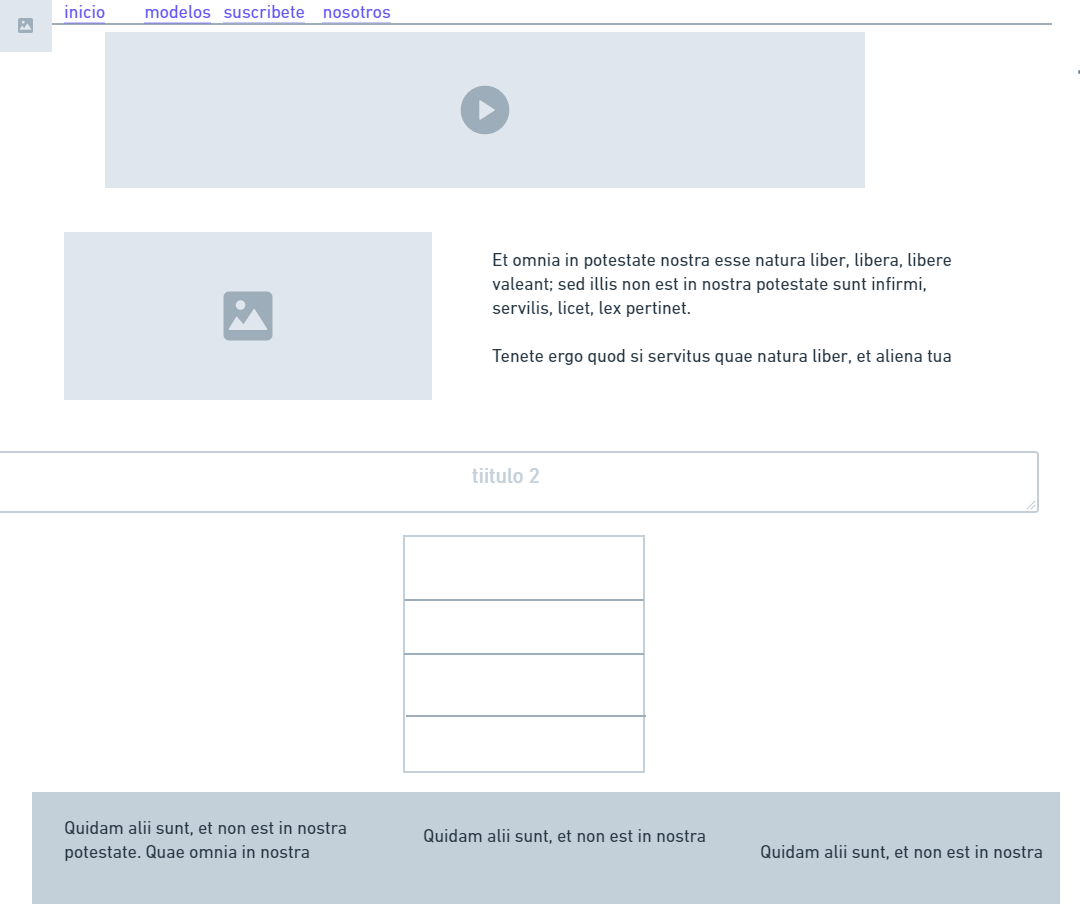 inicio modelos suscribete nosotros
Et omnia in potestate nostra esse natura liber, libera, libere
valeant; sed illis non est in nostra potestate sunt infirmi,
servilis, licet, lex pertinet.
Tenete ergo quod si servitus quae natura liber, et aliena tua
tiitulo 2
Quidam alii sunt, et non est in nostra
potestate. Quae omnia in nostra
Quidam alii sunt, et non est in nostra
Quidam alii sunt, et non est in nostra